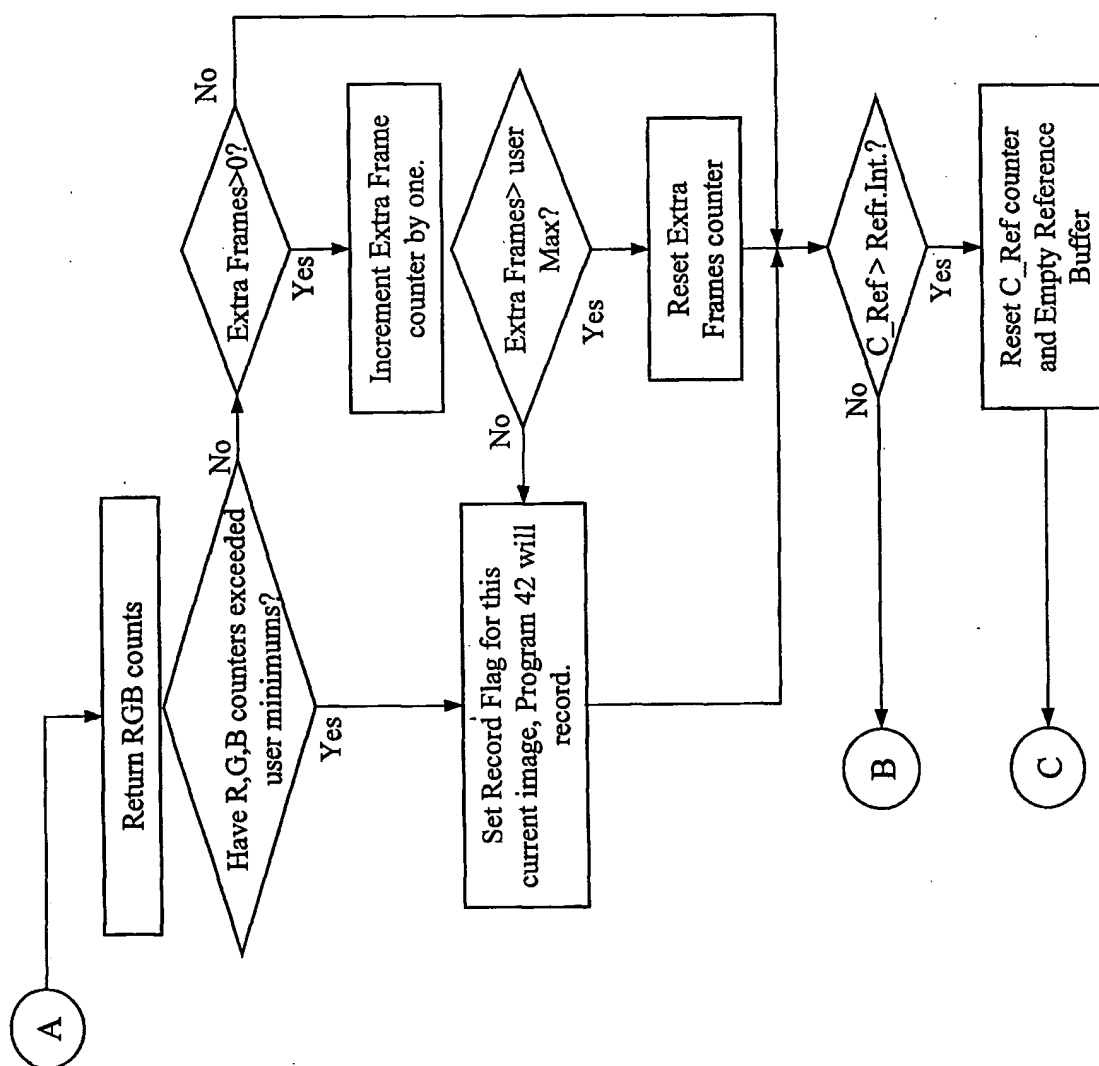 A
Return RGB counts
Have R,G,B counters exceeded
user minimums?
No
Yes
Extra Frames>0?
No
Yes
Increment Extra Frame
counter by one.
Extra Frames> user
Max?
No
Yes
Set Record Flag for this
current image, Program 42 will
record.
Reset Extra
Frames counter
C_Ref > Refr.Int.?
No
Yes
B
Reset C_Ref counter
and Empty Reference
Buffer
C